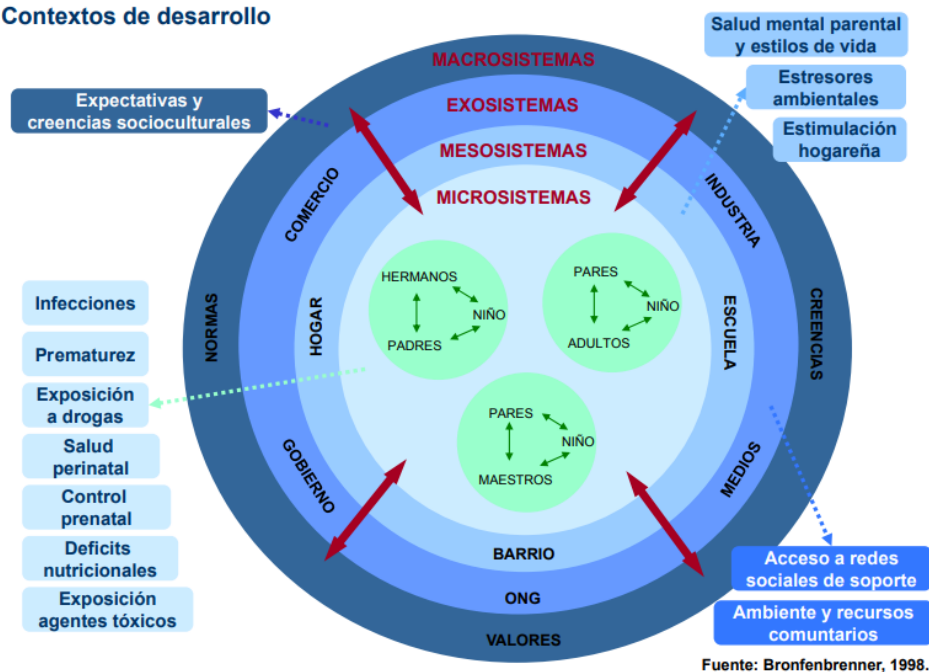 Contextos de desarrollo
Salud mental parental
y estilos de vida
Estresores
ambientales
Estimulación
hogareña
Expectativas y
creencias socioculturales
MACROSISTEMAS
EXOSISTEMAS
MESOSISTEMAS
MICROSISTEMAS
COMERCIO
INDUSTRIA
NORMAS
HOGAR
ESCUELA
CREENCIAS
GOBIERNO
MEDIOS
BARRIO
ONG
VALORES
HERMANOS
NIÑO
PADRES
PARES
NIÑO
ADULTOS
PARES
NIÑO
MAESTROS
Infecciones
Prematurez
Exposición
a drogas
Salud
perinatal
Control
prenatal
Deficits
nutricionales
Exposición
agentes tóxicos
Acceso a redes
sociales de soporte
Ambiente y recursos
comuntarios
Fuente: Bronfenbrenner, 1998.